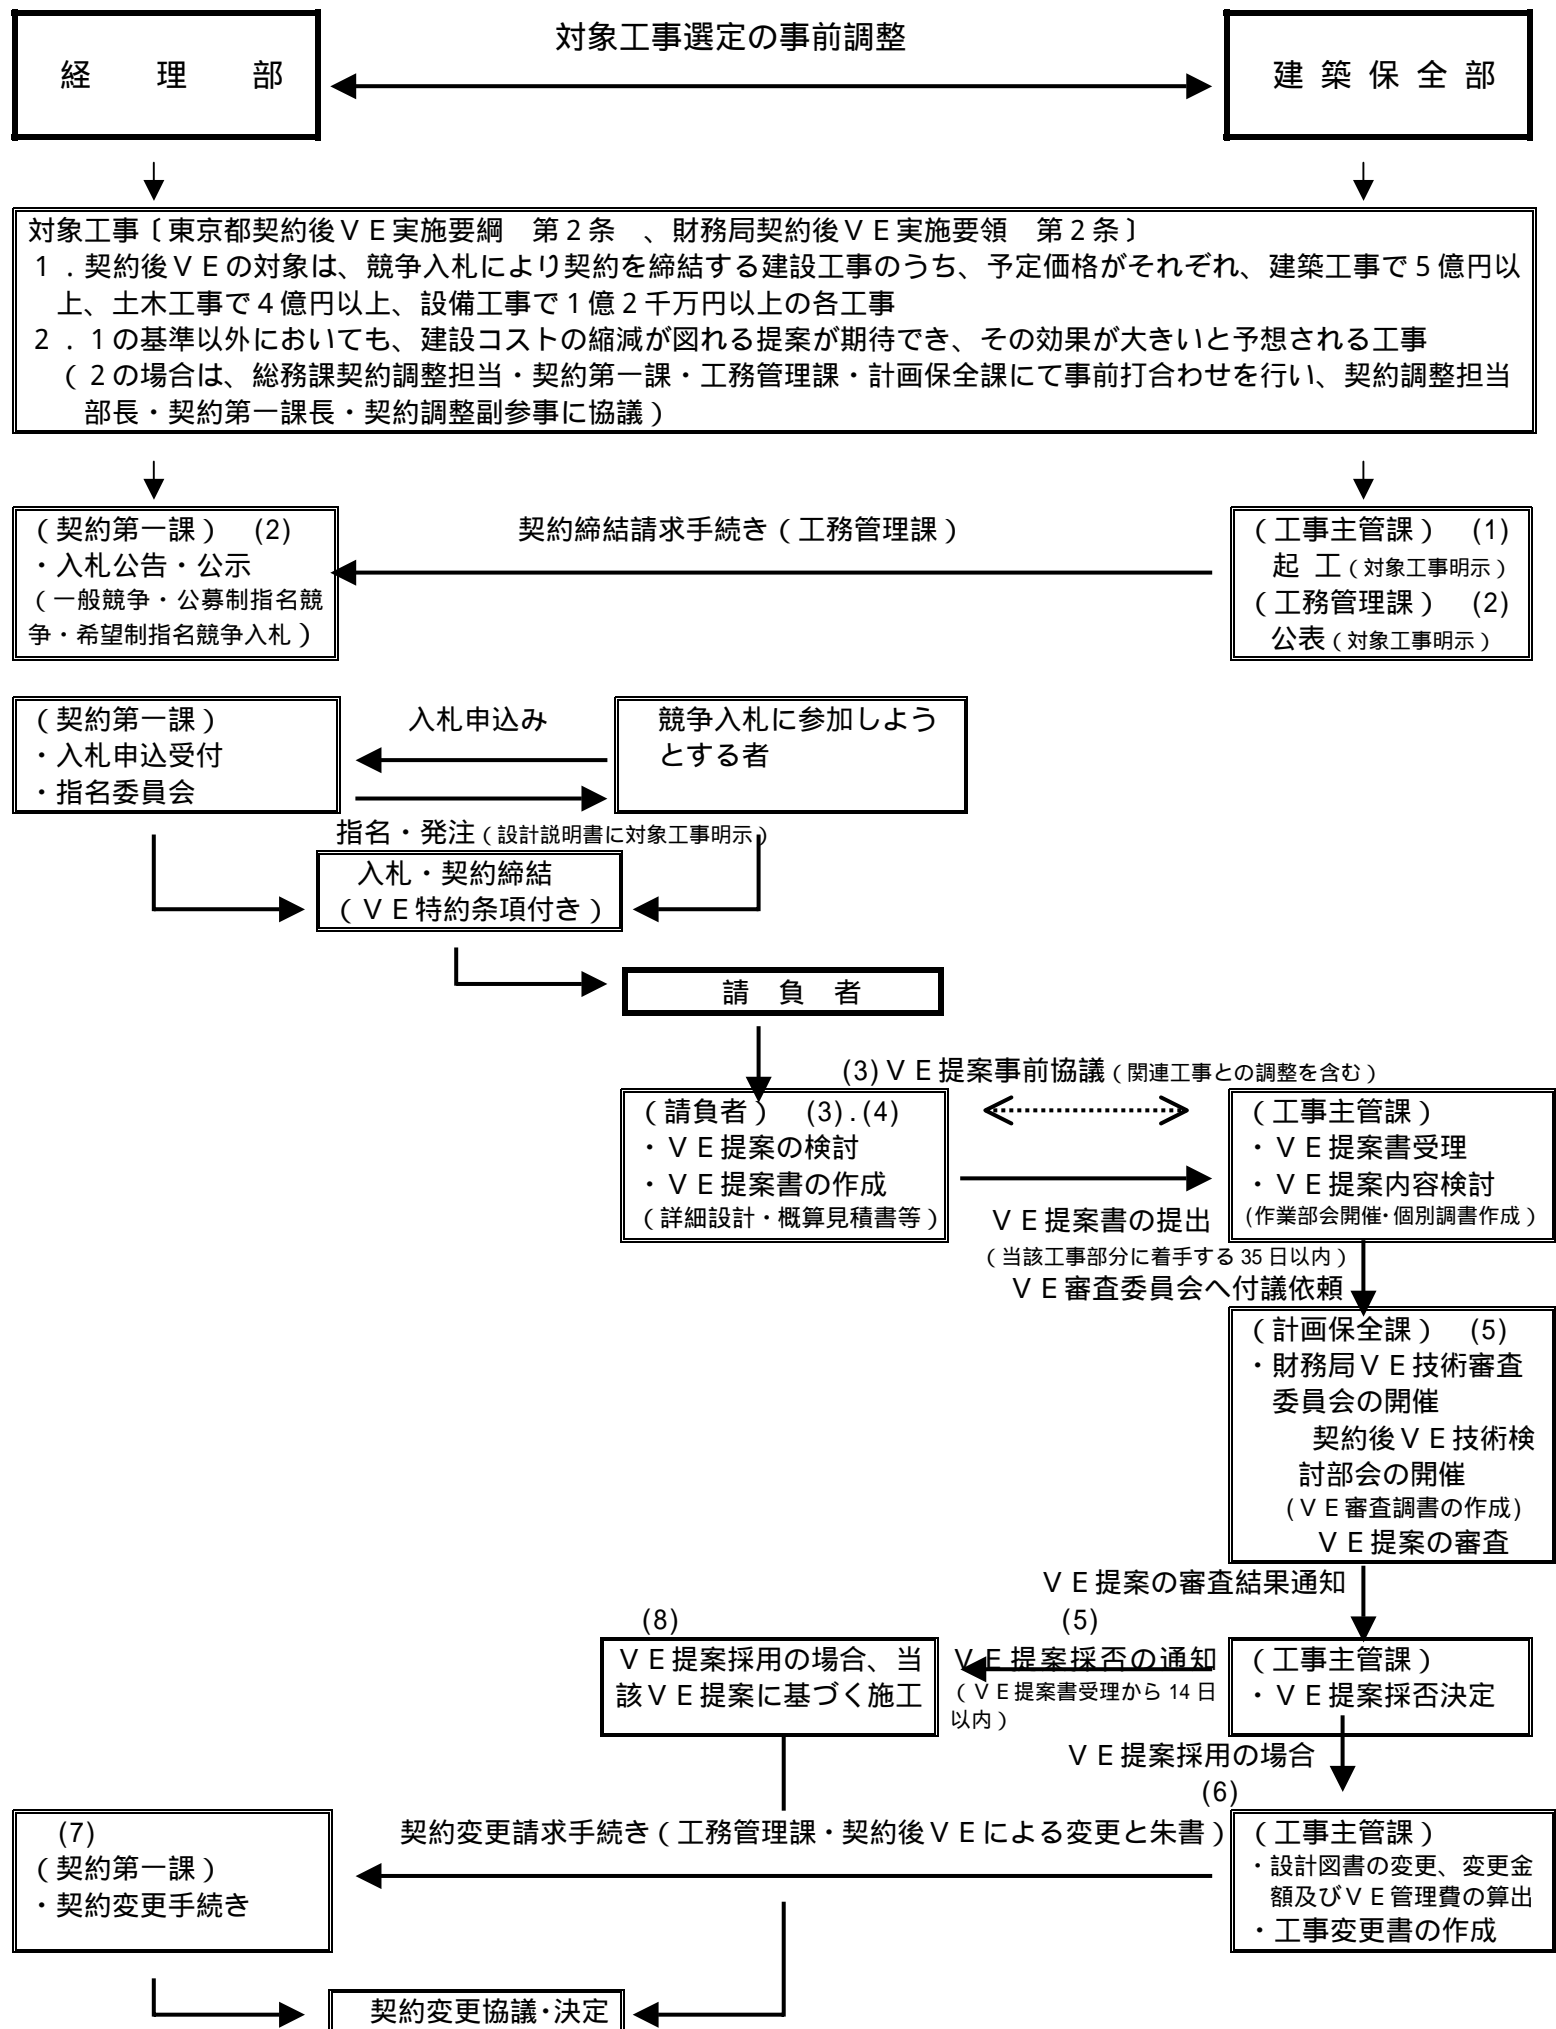 対象工事選定の事前調整
経　理　部
建築保全部
対象工事〔東京都契約後ＶＥ実施要綱　第２条　、財務局契約後ＶＥ実施要領　第２条〕
１．契約後ＶＥの対象は、競争入札により契約を締結する建設工事のうち、予定価格がそれぞれ、建築工事で５億円以
上、土木工事で４億円以上、設備工事で１億２千万円以上の各工事
２．１の基準以外においても、建設コストの縮減が図れる提案が期待でき、その効果が大きいと予想される工事
（２の場合は、総務課契約調整担当・契約第一課・工務管理課・計画保全課にて事前打合わせを行い、契約調整担当
部長・契約第一課長・契約調整副参事に協議）
（契約第一課）　(2)
・入札公告・公示
（一般競争・公募制指名競
争・希望制指名競争入札）
契約締結請求手続き（工務管理課）
（工事主管課）　(1)
起　工（対象工事明示）
（工務管理課）　(2)
公表（対象工事明示）
（契約第一課）
・入札申込受付
・指名委員会
入札申込み
競争入札に参加しよう
とする者
指名・発注（設計説明書に対象工事明示）
入札・契約締結
（ＶＥ特約条項付き）
請　負　者
(3)ＶＥ提案事前協議（関連工事との調整を含む）
（請負者）　(3).(4)
・ＶＥ提案の検討
・ＶＥ提案書の作成
（詳細設計・概算見積書等）
（工事主管課）
・ＶＥ提案書受理
・ＶＥ提案内容検討
(作業部会開催･個別調書作成）
ＶＥ提案書の提出
（当該工事部分に着手する35日以内）
ＶＥ審査委員会へ付議依頼
（計画保全課）　(5)
・財務局ＶＥ技術審査
委員会の開催
契約後ＶＥ技術検
討部会の開催
(ＶＥ審査調書の作成)
ＶＥ提案の審査
ＶＥ提案の審査結果通知
(8)
ＶＥ提案採用の場合、当
該ＶＥ提案に基づく施工
(5)
ＶＥ提案採否の通知
（ＶＥ提案書受理から14日
以内）
（工事主管課）
・ＶＥ提案採否決定
ＶＥ提案採用の場合
(6)
(7)
（契約第一課）
・契約変更手続き
契約変更請求手続き（工務管理課・契約後ＶＥによる変更と朱書）
（工事主管課）
・設計図書の変更、変更金
額及びＶＥ管理費の算出
・工事変更書の作成
契約変更協議･決定